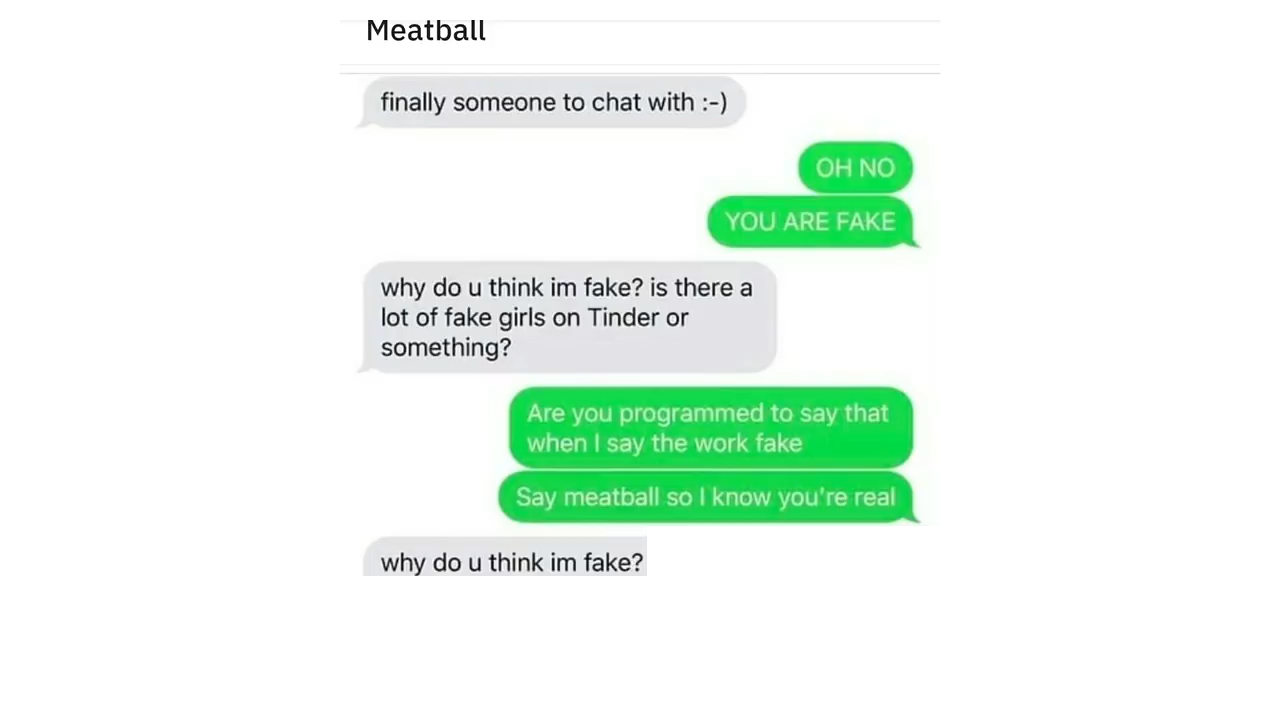 Meatball
finally someone to chat with :-)
OH NO
YOU ARE FAKE
why do u think im fake? is there a
lot of fake girls on Tinder or
something?
Are you programmed to say that
when I say the work fake
Say meatball so I know you're real
why do u think im fake?